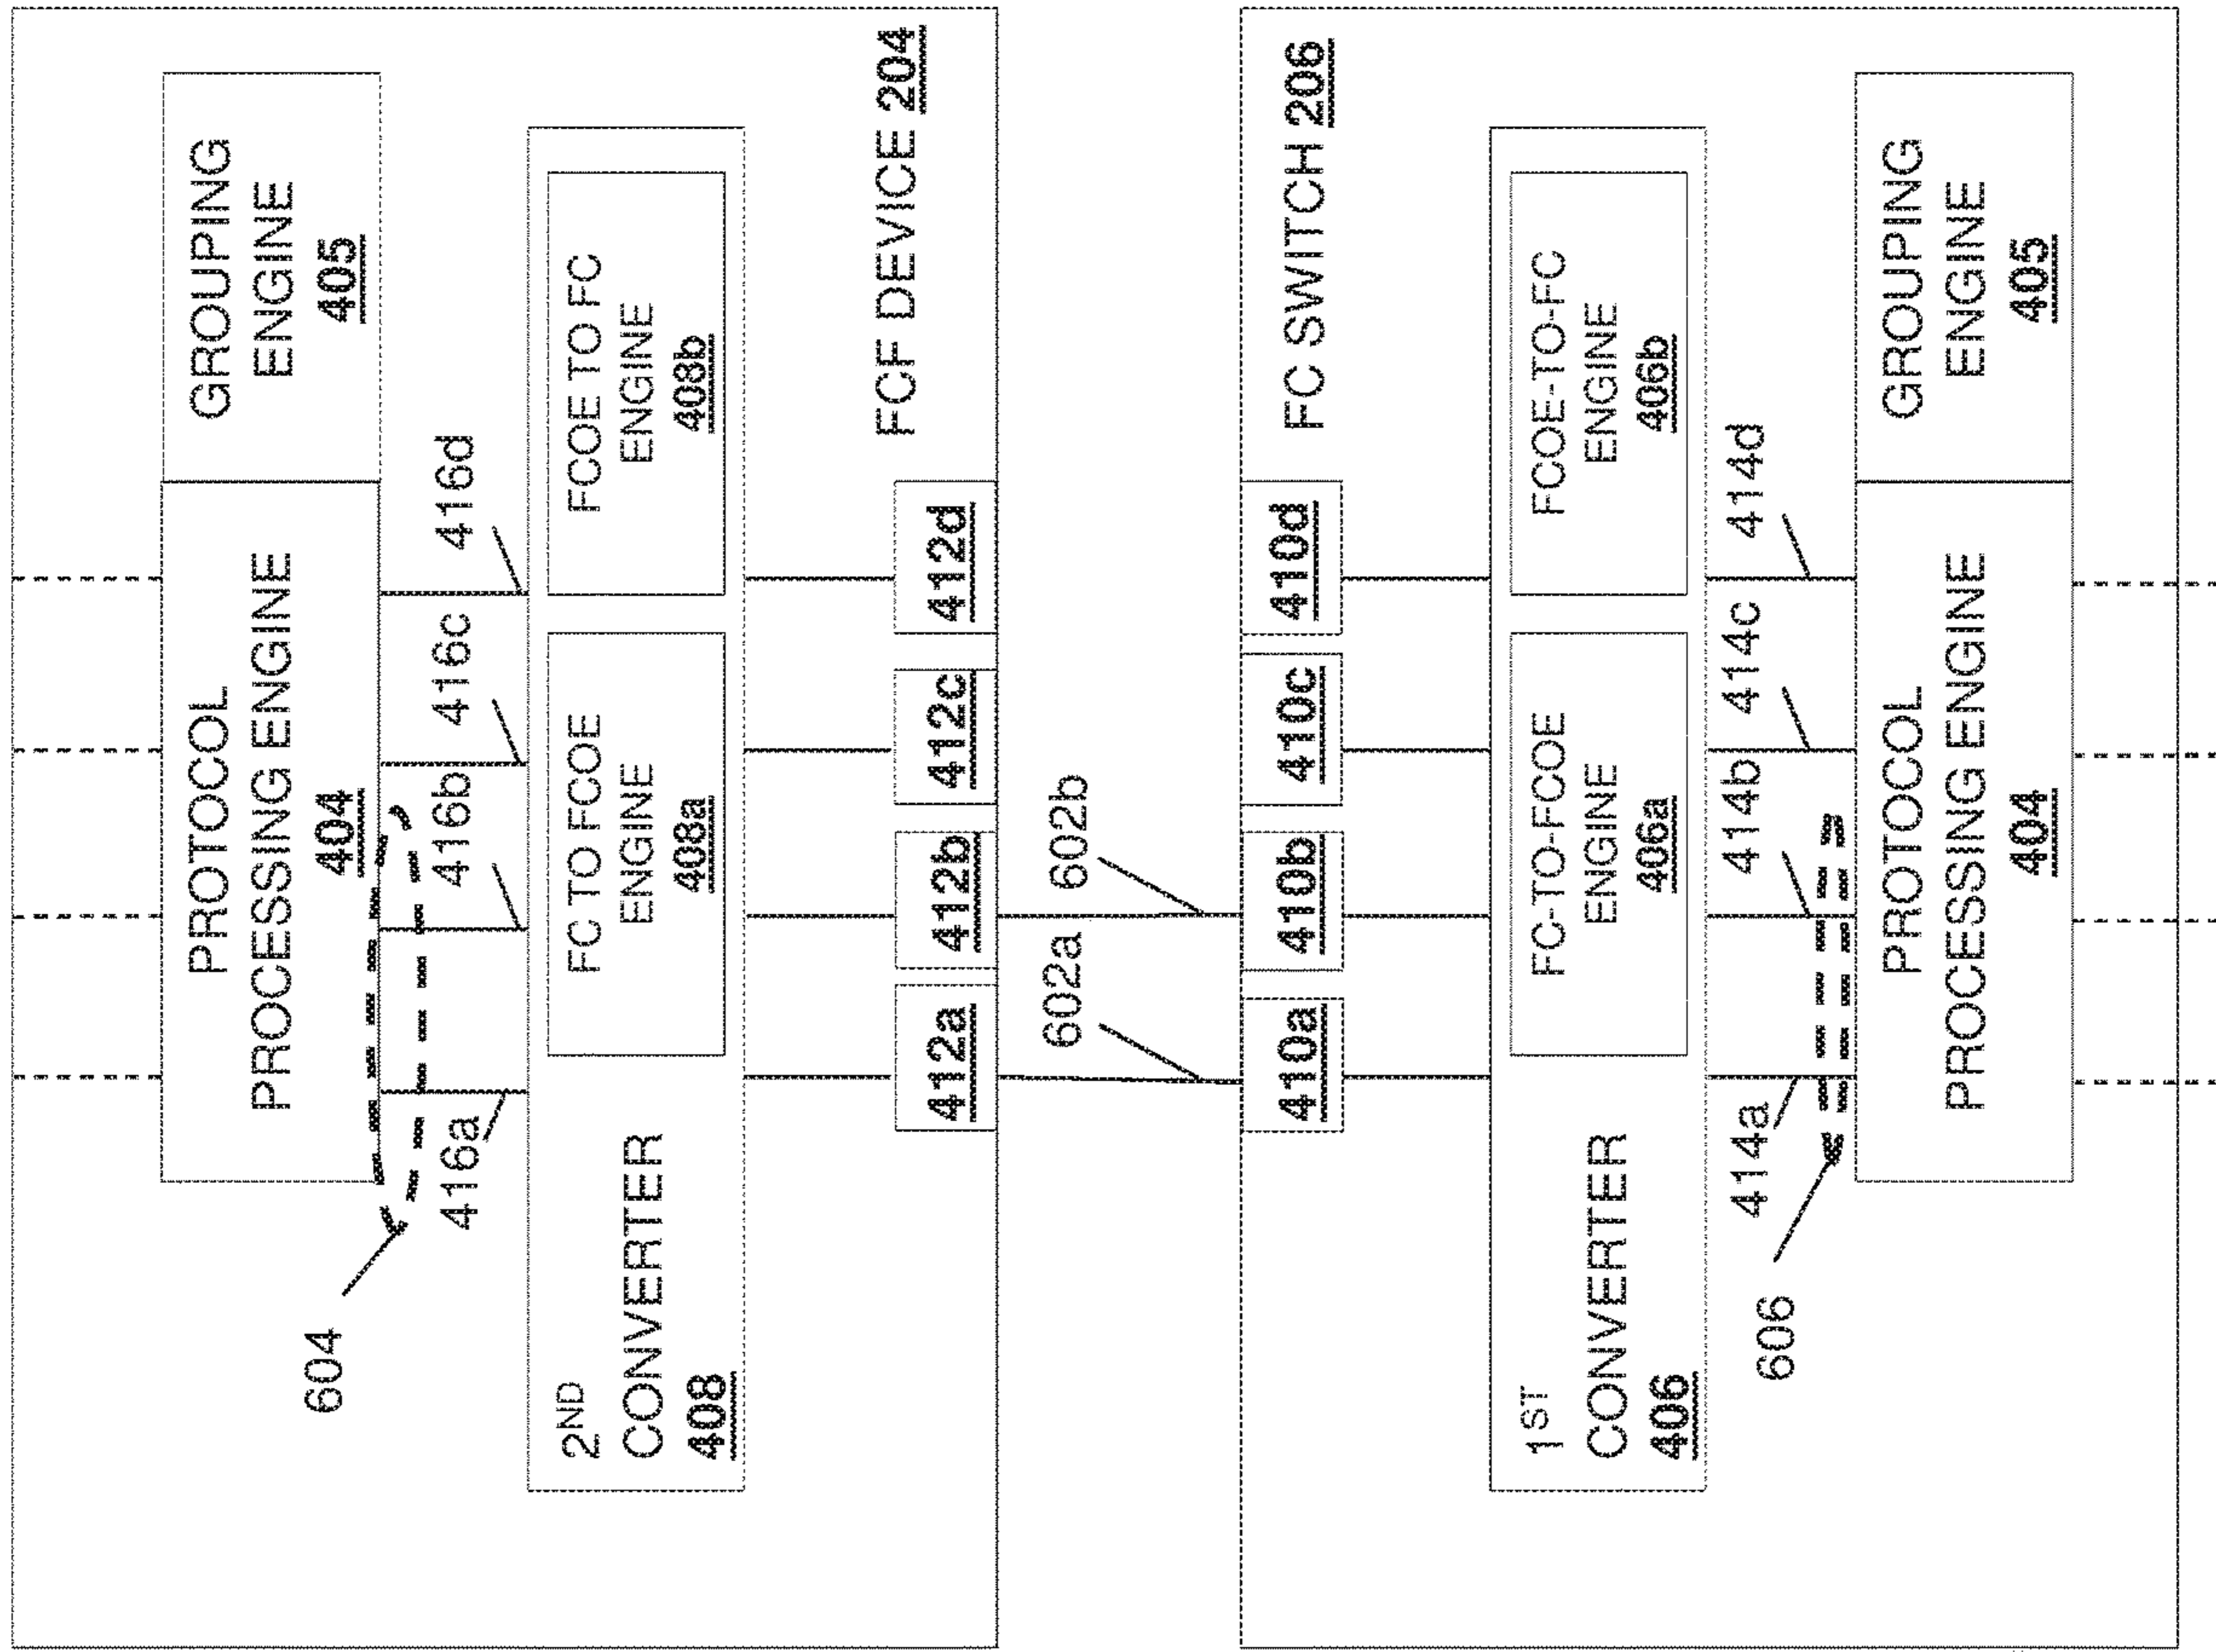 PROTOCOL
PROCESSING ENGINE
404
GROUPING
ENGINE
405
604
416a
416b
416c
416d
2ND
CONVERTER
408
FC TO FCOE
ENGINE
408a
FCOE TO FC
ENGINE
408b
FCF DEVICE 204
412a
412b
412c
412d
602a
602b
410a
410b
410c
410d
FC SWITCH 206
1ST
CONVERTER
406
FC-TO-FCOE
ENGINE
406a
FCOE-TO-FC
ENGINE
406b
414a
414b
414c
414d
606
PROTOCOL
PROCESSING ENGINE
404
GROUPING
ENGINE
405